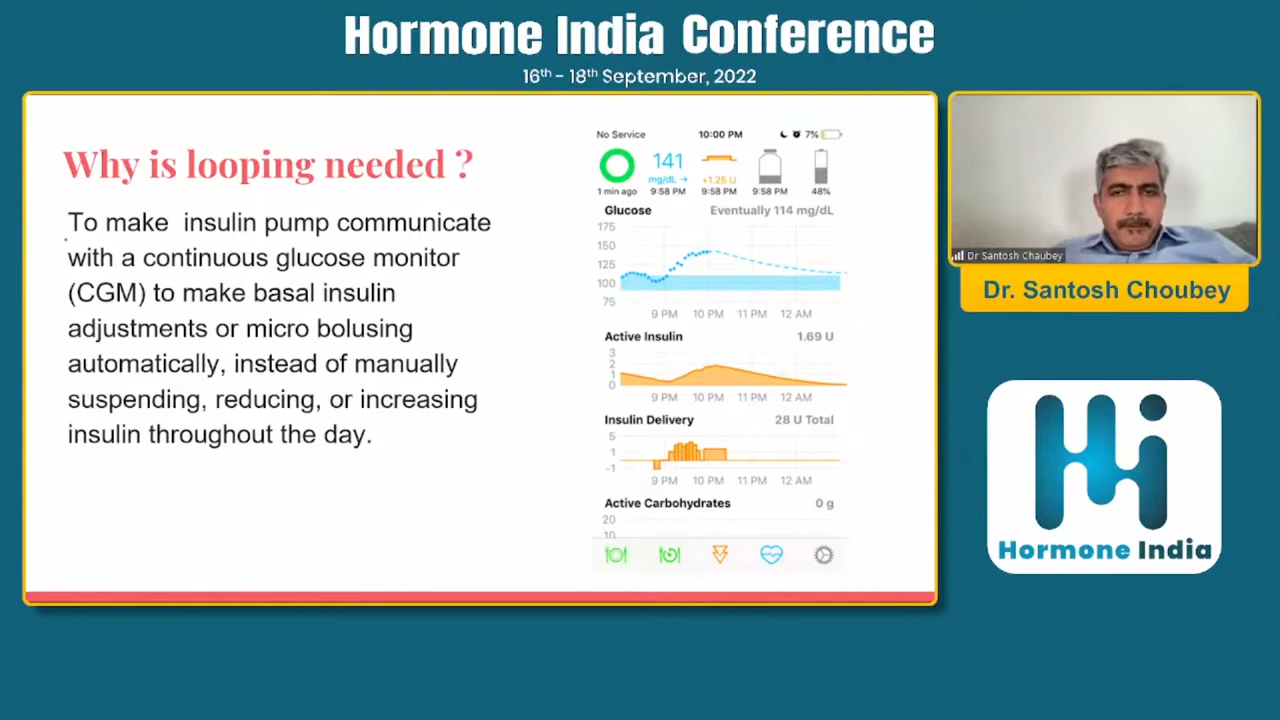 Hormone India Conference
16th - 18th September, 2022
Why is looping needed ?
To make  insulin pump communicate
with a continuous glucose monitor
(CGM) to make basal insulin
adjustments or micro bolusing
automatically, instead of manually
suspending, reducing, or increasing
insulin throughout the day.
No Service 10:00 PM 7%
141
mg/dL → +1.25 U
1 min ago 9:58 PM 9:58 PM 9:58 PM 48%
Glucose Eventually 114 mg/dL
175
150
125
100
75
9 PM 10 PM 11 PM 12 AM
Active Insulin 1.69 U
3
2
1
0
9 PM 10 PM 11 PM 12 AM
Insulin Delivery 28 U Total
5
1
-1
9 PM 10 PM 11 PM 12 AM
Active Carbohydrates 0 g
20
10
Dr Santosh Chaubey
Dr. Santosh Choubey
Hormone India